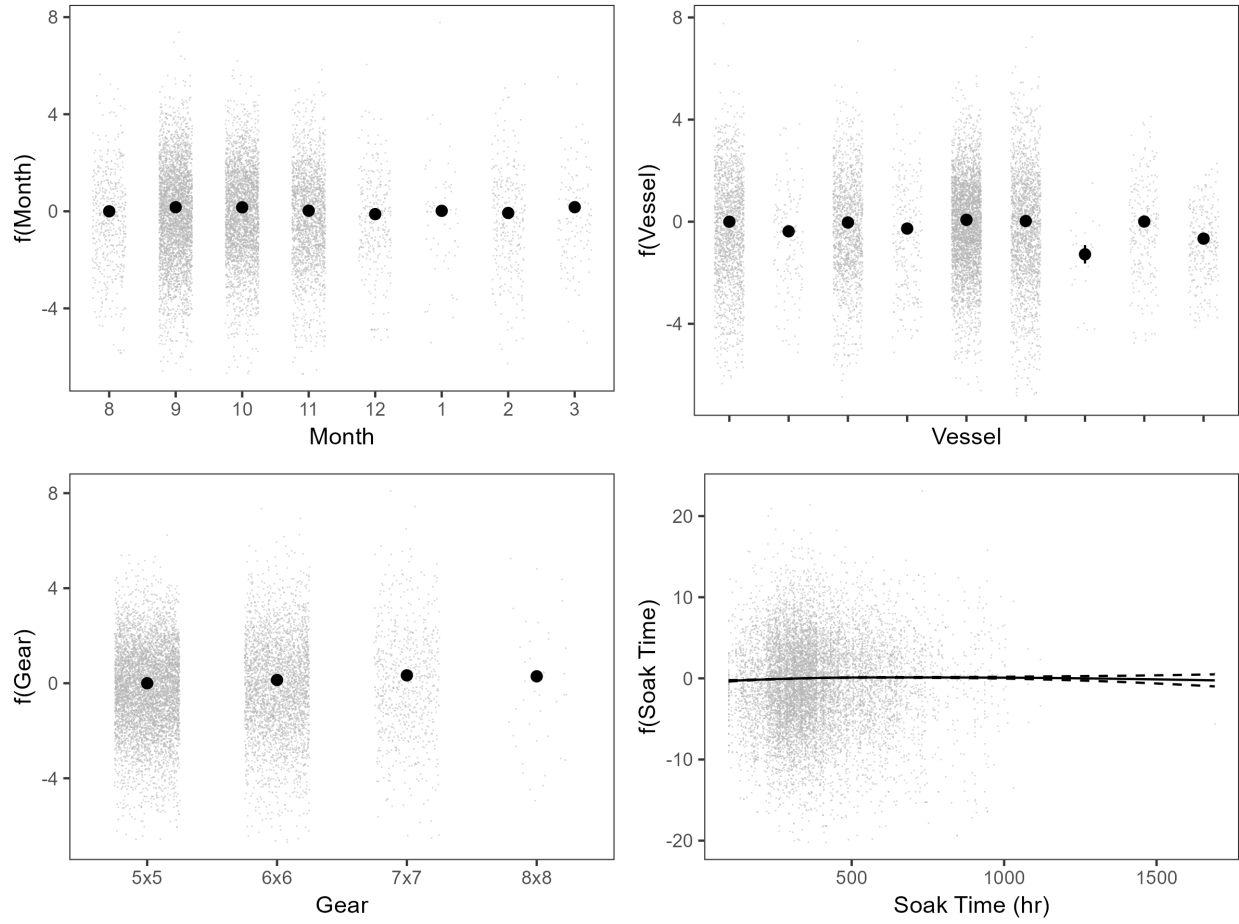 f(Month)
8
4
0
-4
8 9 10 11 12 1 2 3
Month
f(Vessel)
8
4
0
-4
Vessel
f(Gear)
8
4
0
-4
5x5 6x6 7x7 8x8
Gear
f(Soak Time)
20
10
0
-10
-20
500 1000 1500
Soak Time (hr)